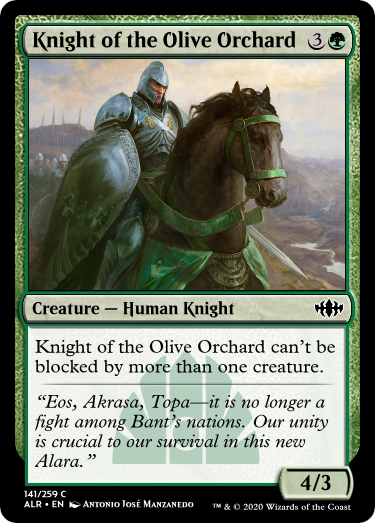 Knight of the Olive Orchard 3
Creature — Human Knight
Knight of the Olive Orchard can't be
blocked by more than one creature.
“Eos, Akrasa, Topa—it is no longer a
fight among Bant's nations. Our unity
is crucial to our survival in this new
Alara.”
4/3
141/259 C
ALR • EN Antonio José Manzanedo ™ & © 2020 Wizards of the Coast